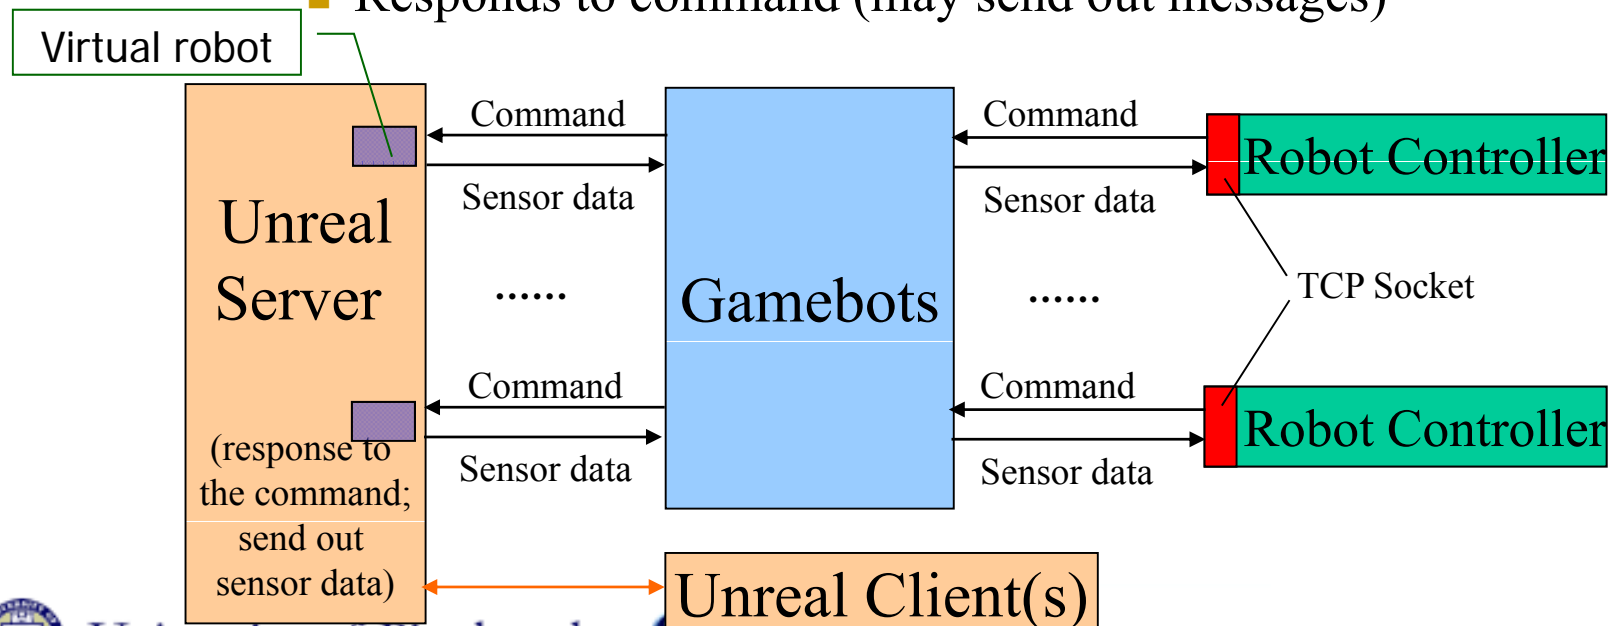 Responds to command (may send out messages)
Virtual robot
Command
Command
Robot Controller
Sensor data
Sensor data
Unreal
Server
......
Gamebots
......
TCP Socket
Command
Command
Robot Controller
(response to
the command;
send out
sensor data)
Sensor data
Sensor data
Unreal Client(s)